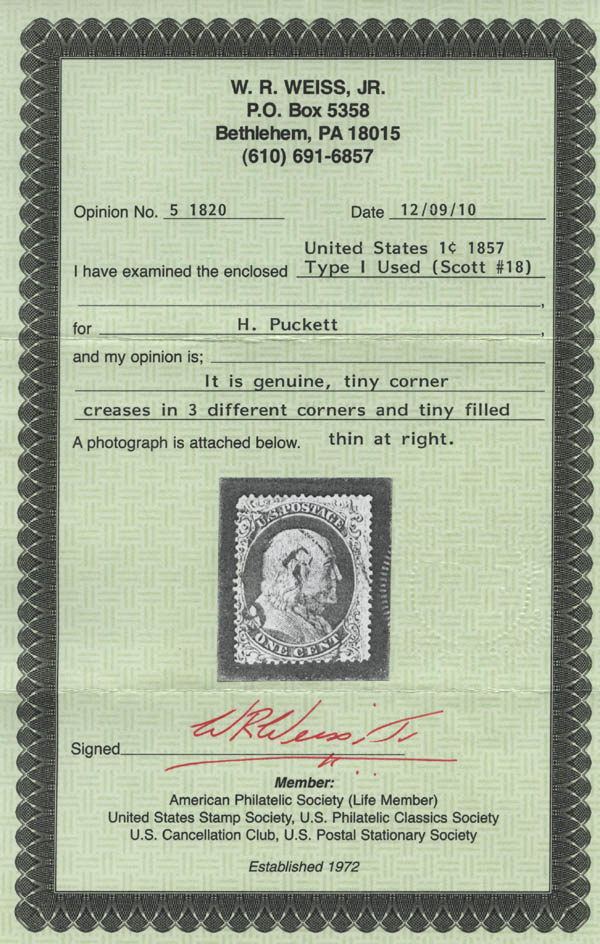 W. R. WEISS, JR.
P.O. Box 5358
Bethlehem, PA 18015
(610) 691-6857
Opinion No. 5 1820 Date 12/09/10
United States 1¢ 1857
I have examined the enclosed Type I Used (Scott #18)
,
for H. Puckett ,
and my opinion is;
It is genuine, tiny corner
creases in 3 different corners and tiny filled
A photograph is attached below. thin at right.
U.S. POSTAGE
ONE CENT
Signed WRWeiss, Jr
Member:
American Philatelic Society (Life Member)
United States Stamp Society, U.S. Philatelic Classics Society
U.S. Cancellation Club, U.S. Postal Stationary Society
Established 1972